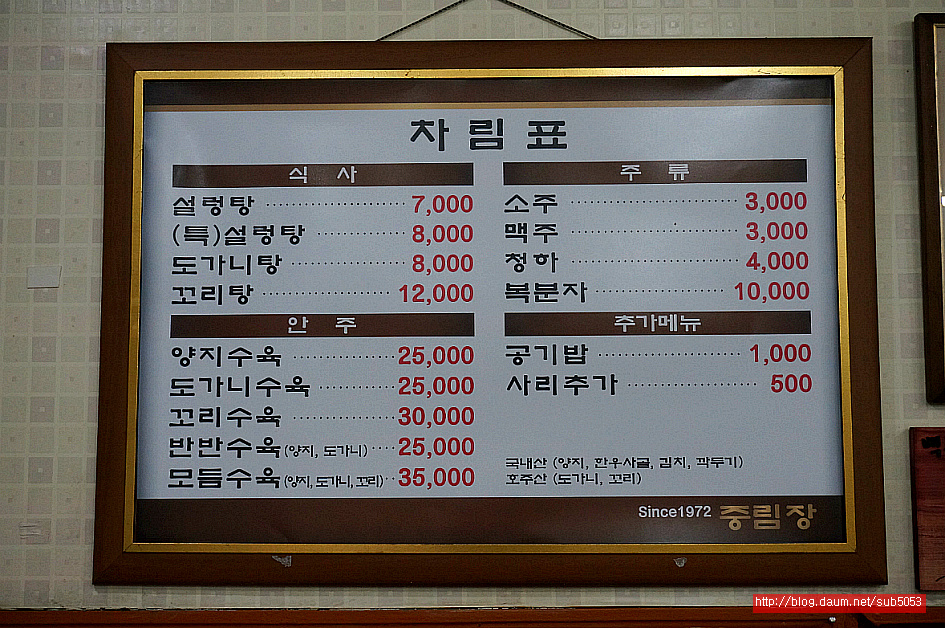 차림표
식 사
설렁탕 7,000
(특)설렁탕 8,000
도가니탕 8,000
꼬리탕 12,000
안 주
양지수육 25,000
도가니수육 25,000
꼬리수육 30,000
반반수육(양지, 도가니) 25,000
모듬수육(양지, 도가니, 꼬리) 35,000
주 류
소주 3,000
맥주 3,000
청하 4,000
복분자 10,000
추가메뉴
공기밥 1,000
사리추가 500
국내산 (양지, 한우사골, 김치, 깍두기)
호주산 (도가니, 꼬리)
Since1972 중림장
http://blog.daum.net/sub5053